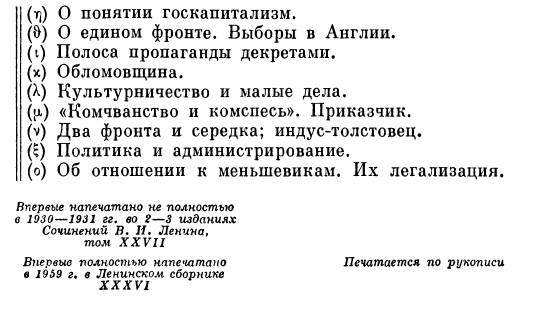 (η) О понятии госкапитализм.
(ϑ) О едином фронте. Выборы в Англии.
(ι) Полоса пропаганды декретами.
(ϰ) Обломовщина.
(λ) Культурничество и малые дела.
(μ) «Комчванство и комспесь». Приказчик.
(ν) Два фронта и середка; индус-толстовец.
(ξ) Политика и администрирование.
(ο) Об отношении к меньшевикам. Их легализация.
Впервые напечатано не полностью
в 1930—1931 гг. во 2—3 изданиях
Сочинений В. И. Ленина,
том XXVII
Впервые полностью напечатано
в 1959 г. в Ленинском сборнике
XXXVI
Печатается по рукописи